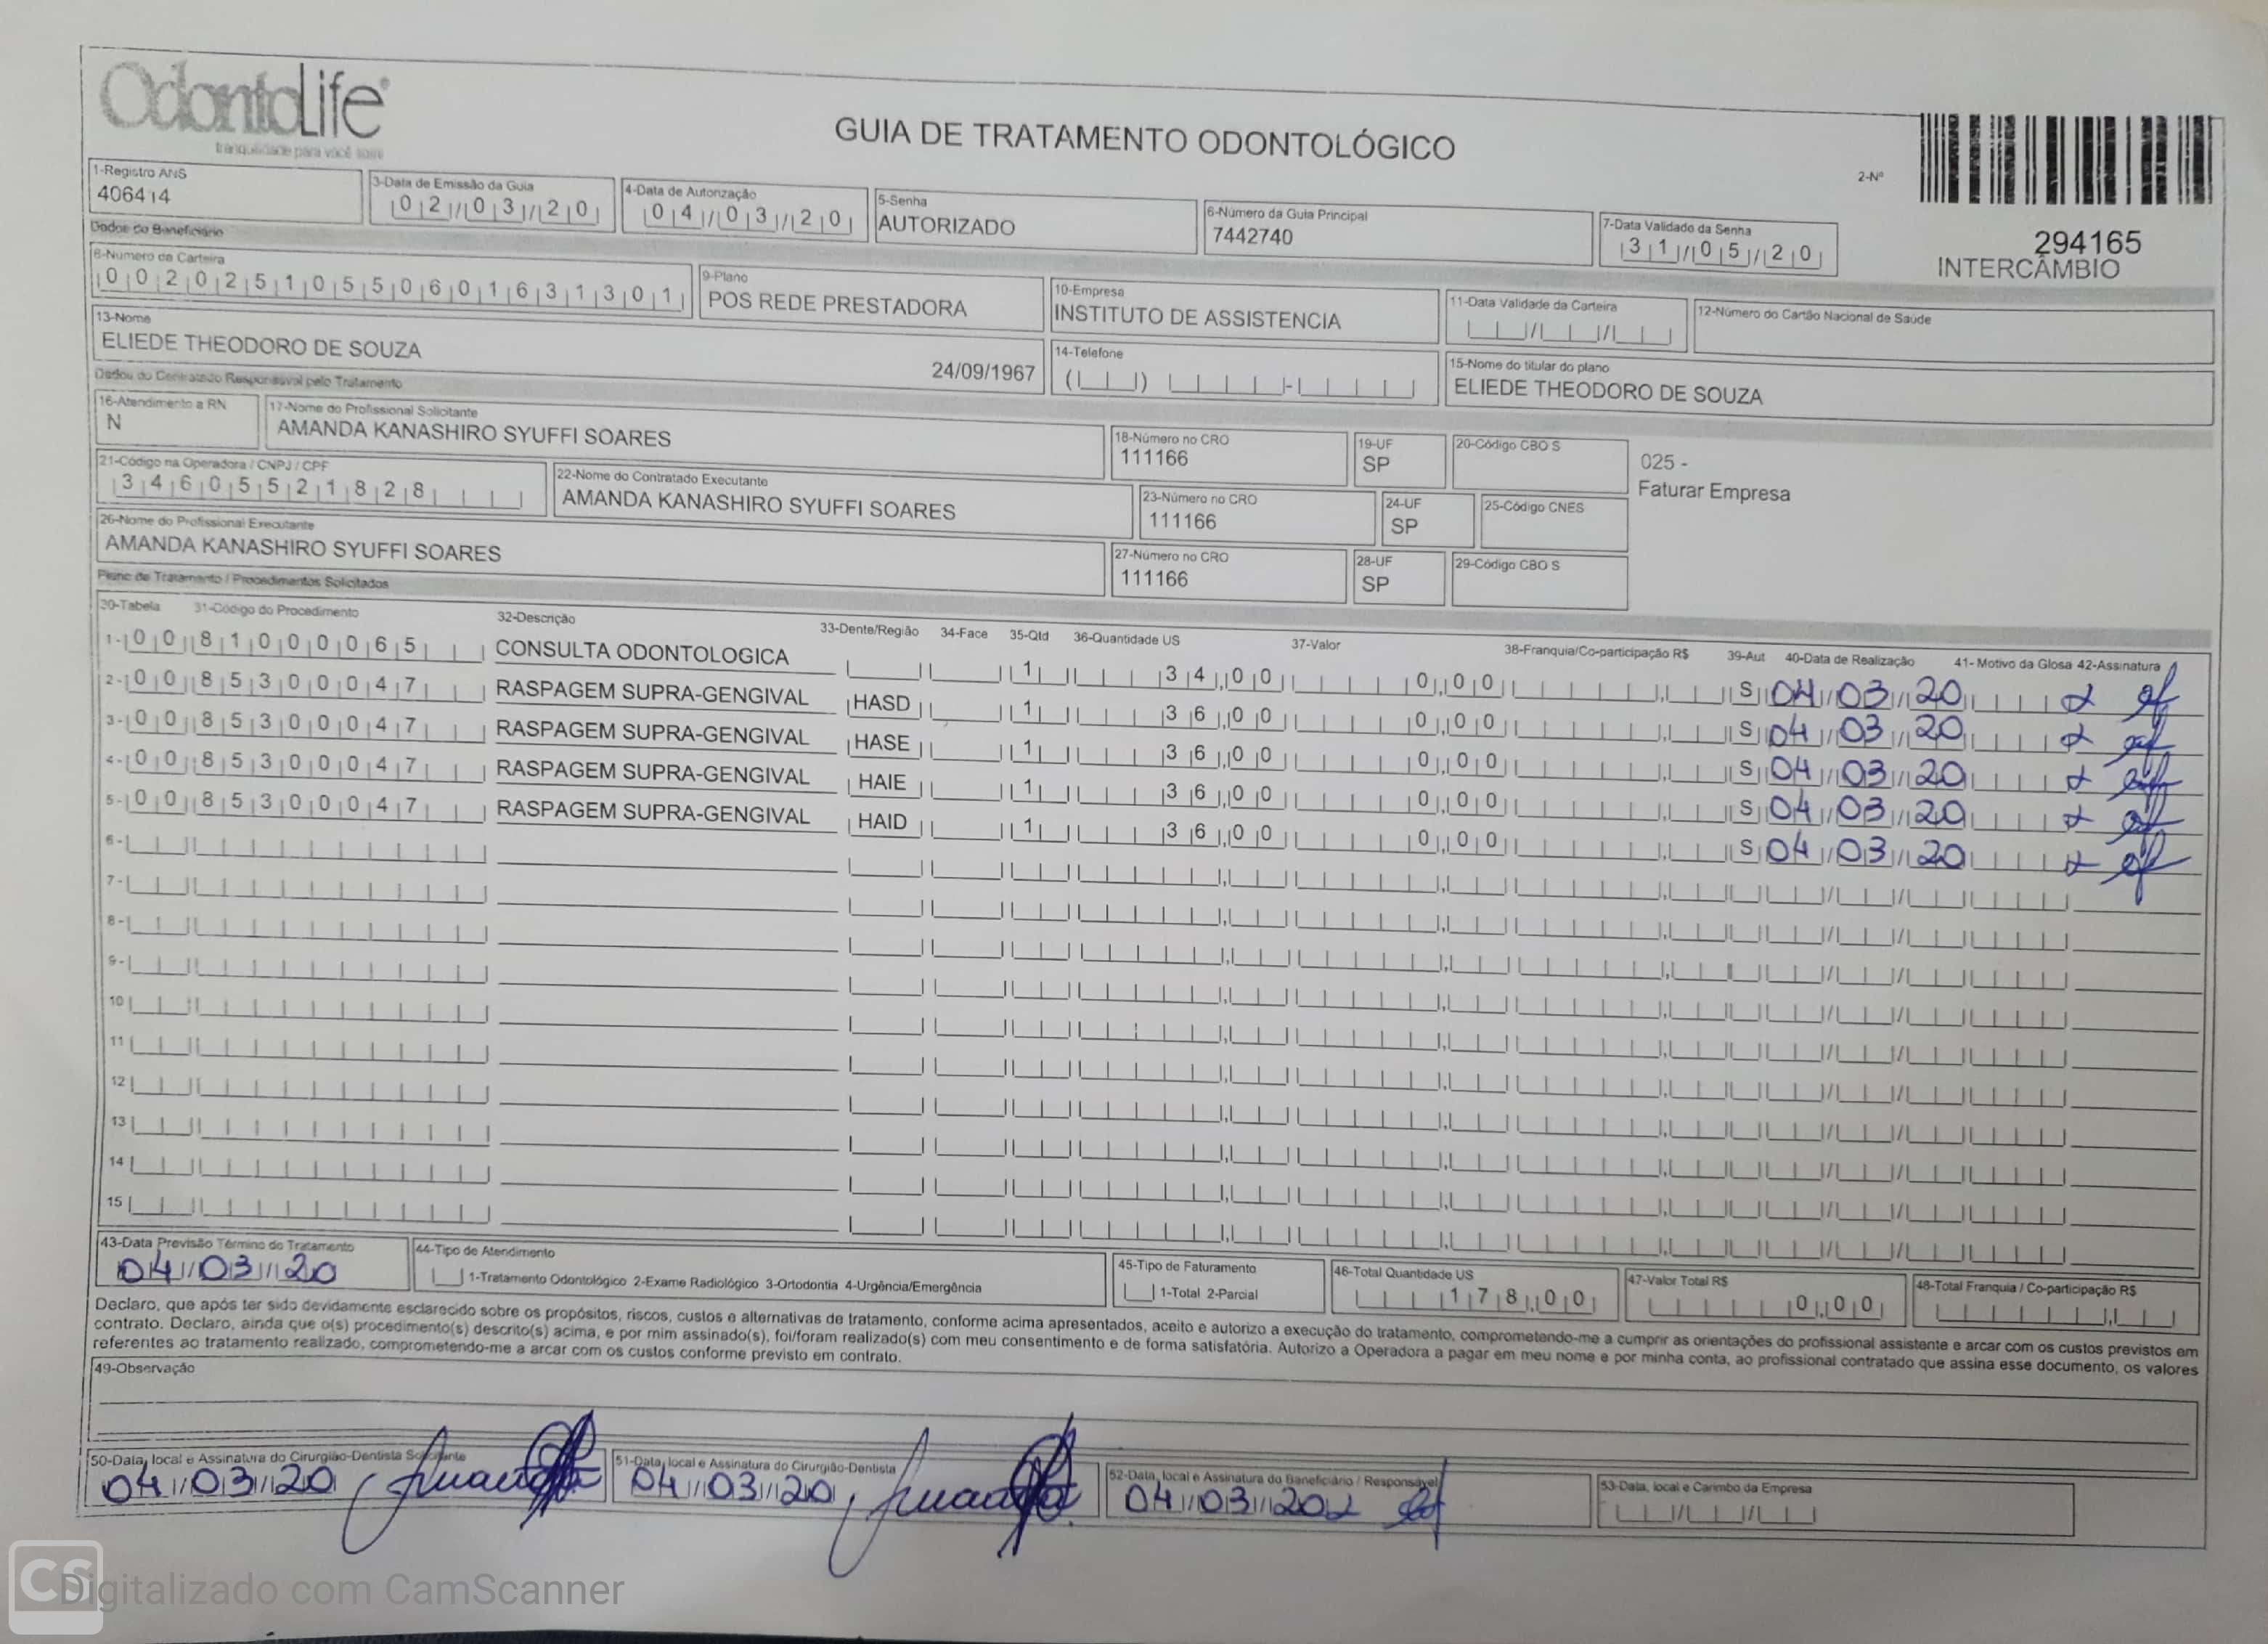 OdontoLife
tranquilidade para você sorrir
GUIA DE TRATAMENTO ODONTOLÓGICO
2-Nº
294165
INTERCÂMBIO
1-Registro ANS
406414
3-Data de Emissão da Guia
02/03/20
4-Data de Autorização
04/03/20
5-Senha
AUTORIZADO
6-Número da Guia Principal
7442740
7-Data Validado da Senha
31/05/20
Dados do Beneficiário
8-Numero da Carteira
00202510550601631301
9-Plano
POS REDE PRESTADORA
10-Empresa
INSTITUTO DE ASSISTENCIA
11-Data Validade da Carteira
12-Número do Cartão Nacional de Saúde
13-Nome
ELIEDE THEODORO DE SOUZA
24/09/1967
14-Telefone
15-Nome do titular do plano
ELIEDE THEODORO DE SOUZA
Dados do Contratado Responsável pelo Tratamento
16-Atendimento a RN
N
17-Nome do Profissional Solicitante
AMANDA KANASHIRO SYUFFI SOARES
18-Número no CRO
111166
19-UF
SP
20-Código CBO S
025 -
Faturar Empresa
21-Código na Operadora / CNPJ / CPF
34605521828
22-Nome do Contratado Executante
AMANDA KANASHIRO SYUFFI SOARES
23-Número no CRO
111166
24-UF
SP
25-Código CNES
26-Nome do Profissional Executante
AMANDA KANASHIRO SYUFFI SOARES
27-Número no CRO
111166
28-UF
SP
29-Código CBO S
Plano de Tratamento / Procedimentos Solicitados
30-Tabela 31-Código do Procedimento 32-Descrição 33-Dente/Região 34-Face 35-Qtd 36-Quantidade US 37-Valor 38-Franquia/Co-participação R$ 39-Aut 40-Data de Realização 41- Motivo da Glosa 42-Assinatura
1- 00 81000065 CONSULTA ODONTOLOGICA 1 34,00 0,00 S 04/03/20
2- 00 85300047 RASPAGEM SUPRA-GENGIVAL HASD 1 36,00 0,00 S 04/03/20
3- 00 85300047 RASPAGEM SUPRA-GENGIVAL HASE 1 36,00 0,00 S 04/03/20
4- 00 85300047 RASPAGEM SUPRA-GENGIVAL HAIE 1 36,00 0,00 S 04/03/20
5- 00 85300047 RASPAGEM SUPRA-GENGIVAL HAID 1 36,00 0,00 S 04/03/20
6-
7-
8-
9-
10
11
12
13
14
15
43-Data Previsão Término do Tratamento
04/03/20
44-Tipo de Atendimento
1-Tratamento Odontológico 2-Exame Radiológico 3-Ortodontia 4-Urgência/Emergência
45-Tipo de Faturamento
1-Total 2-Parcial
46-Total Quantidade US
178,00
47-Valor Total R$
0,00
48-Total Franquia / Co-participação R$
Declaro, que após ter sido devidamente esclarecido sobre os propósitos, riscos, custos e alternativas de tratamento, conforme acima apresentados, aceito e autorizo a execução do tratamento, comprometendo-me a cumprir as orientações do profissional assistente e arcar com os custos previstos em
contrato. Declaro, ainda que o(s) procedimento(s) descrito(s) acima, e por mim assinado(s), foi/foram realizado(s) com meu consentimento e de forma satisfatória. Autorizo a Operadora a pagar em meu nome e por minha conta, ao profissional contratado que assina esse documento, os valores
referentes ao tratamento realizado, comprometendo-me a arcar com os custos conforme previsto em contrato.
49-Observação
50-Data, local e Assinatura do Cirurgião-Dentista Solicitante
04/03/20
51-Data, local e Assinatura do Cirurgião-Dentista
04/03/20
52-Data, local e Assinatura do Beneficiário / Responsável
04/03/20
53-Data, local e Carimbo da Empresa
CS
Digitalizado com CamScanner